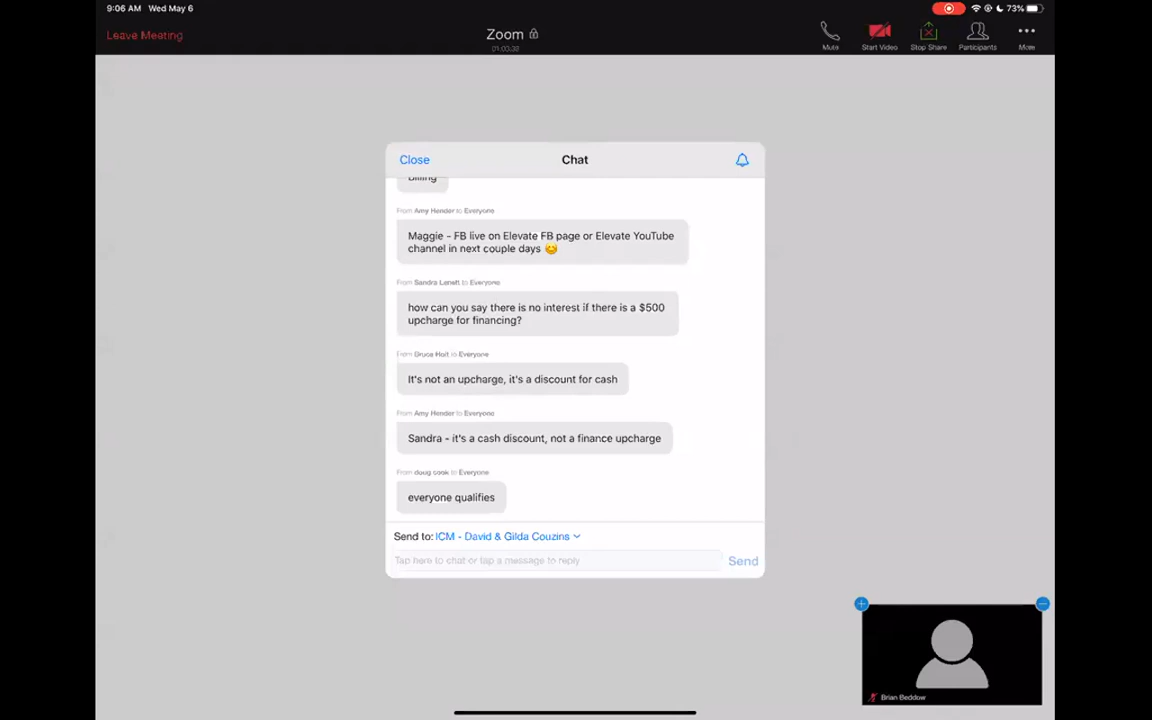 9:06 AM Wed May 6
73%
Leave Meeting
Zoom
01:00:32
Mute
Start Video
Stop Share
Participants
More
Close
Chat
billing
From Amy Hender to Everyone
Maggie - FB live on Elevate FB page or Elevate YouTube
channel in next couple days 😊
From Sandra Lanett to Everyone
how can you say there is no interest if there is a $500
upcharge for financing?
From Bruce Holt to Everyone
It's not an upcharge, it's a discount for cash
From Amy Hender to Everyone
Sandra - it's a cash discount, not a finance upcharge
From doug cook to Everyone
everyone qualifies
Send to: ICM - David & Gilda Couzins
Tap here to chat or tap a message to reply
Send
Brian Beddow